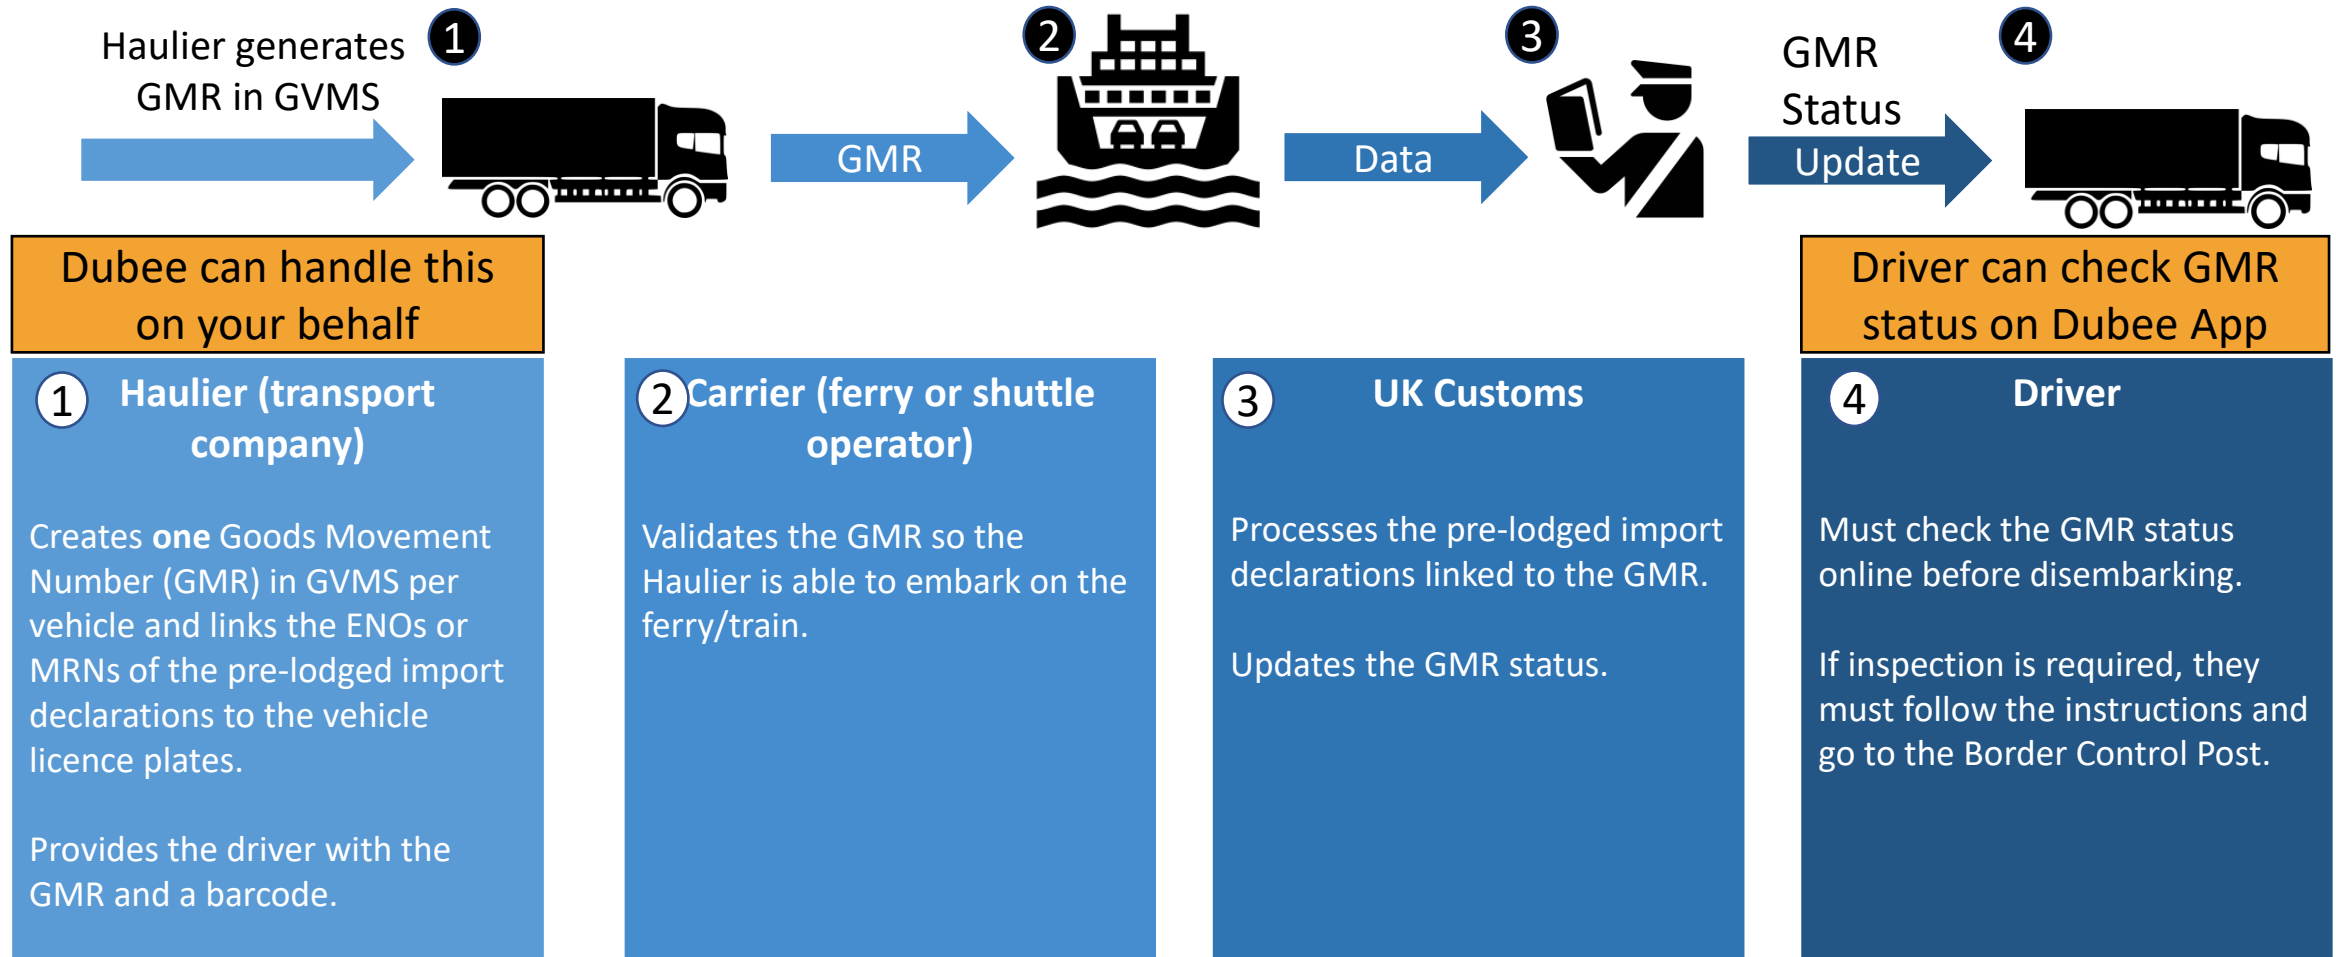 Haulier generates
GMR in GVMS
1
GMR
2
Data
3
GMR
Status
Update
4
Dubee can handle this
on your behalf
Driver can check GMR
status on Dubee App
1
Haulier (transport
company)
Creates one Goods Movement
Number (GMR) in GVMS per
vehicle and links the ENOs or
MRNs of the pre-lodged import
declarations to the vehicle
licence plates.
Provides the driver with the
GMR and a barcode.
2
Carrier (ferry or shuttle
operator)
Validates the GMR so the
Haulier is able to embark on the
ferry/train.
3
UK Customs
Processes the pre-lodged import
declarations linked to the GMR.
Updates the GMR status.
4
Driver
Must check the GMR status
online before disembarking.
If inspection is required, they
must follow the instructions and
go to the Border Control Post.